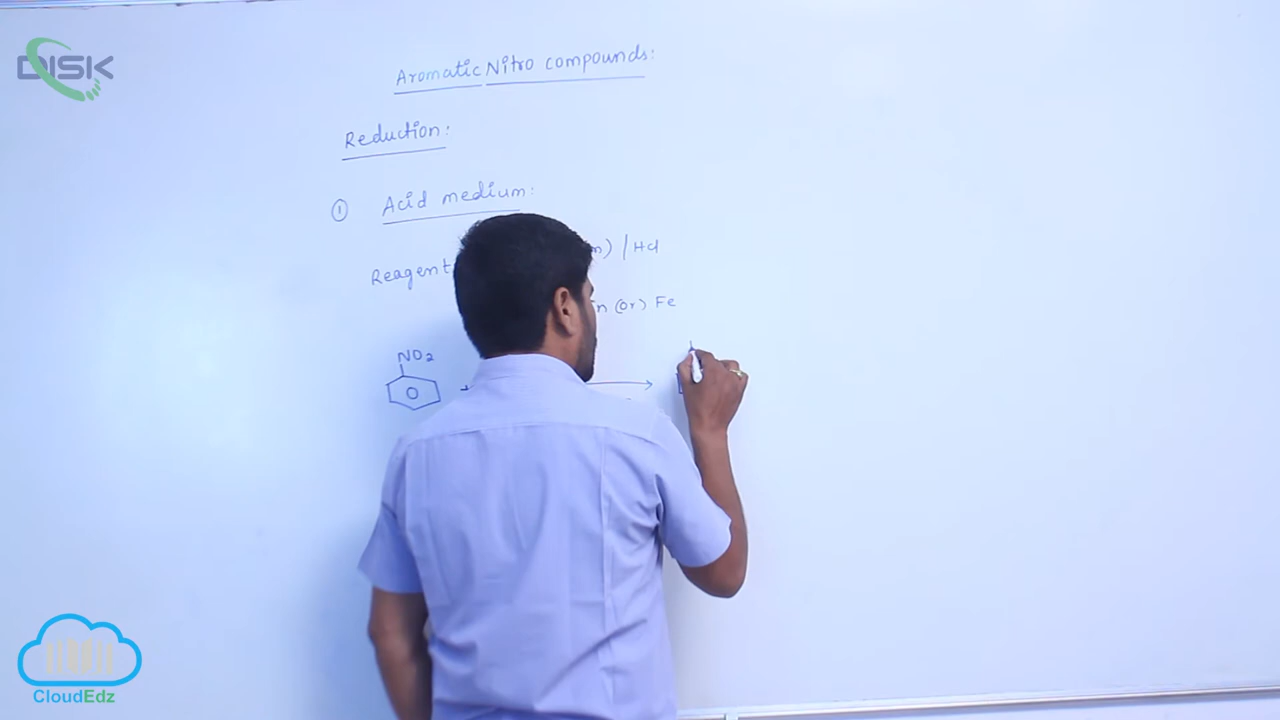 DISK
Aromatic Nitro compounds:
Reduction:
① Acid medium:
Reagent n) | Hcl
n (or) Fe
NO2
+
CloudEdz